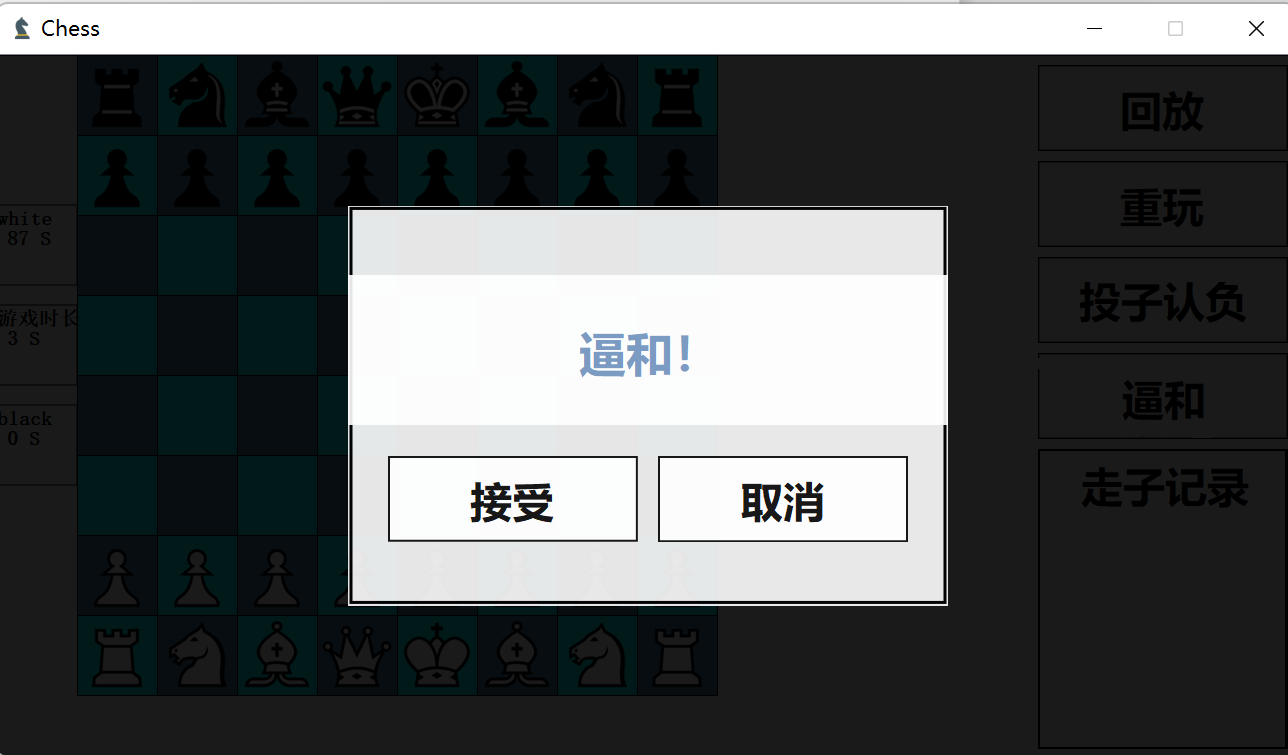 Chess
white
87 S
游戏时长
3 S
black
0 S
逼和!
接受
取消
回放
重玩
投子认负
逼和
走子记录